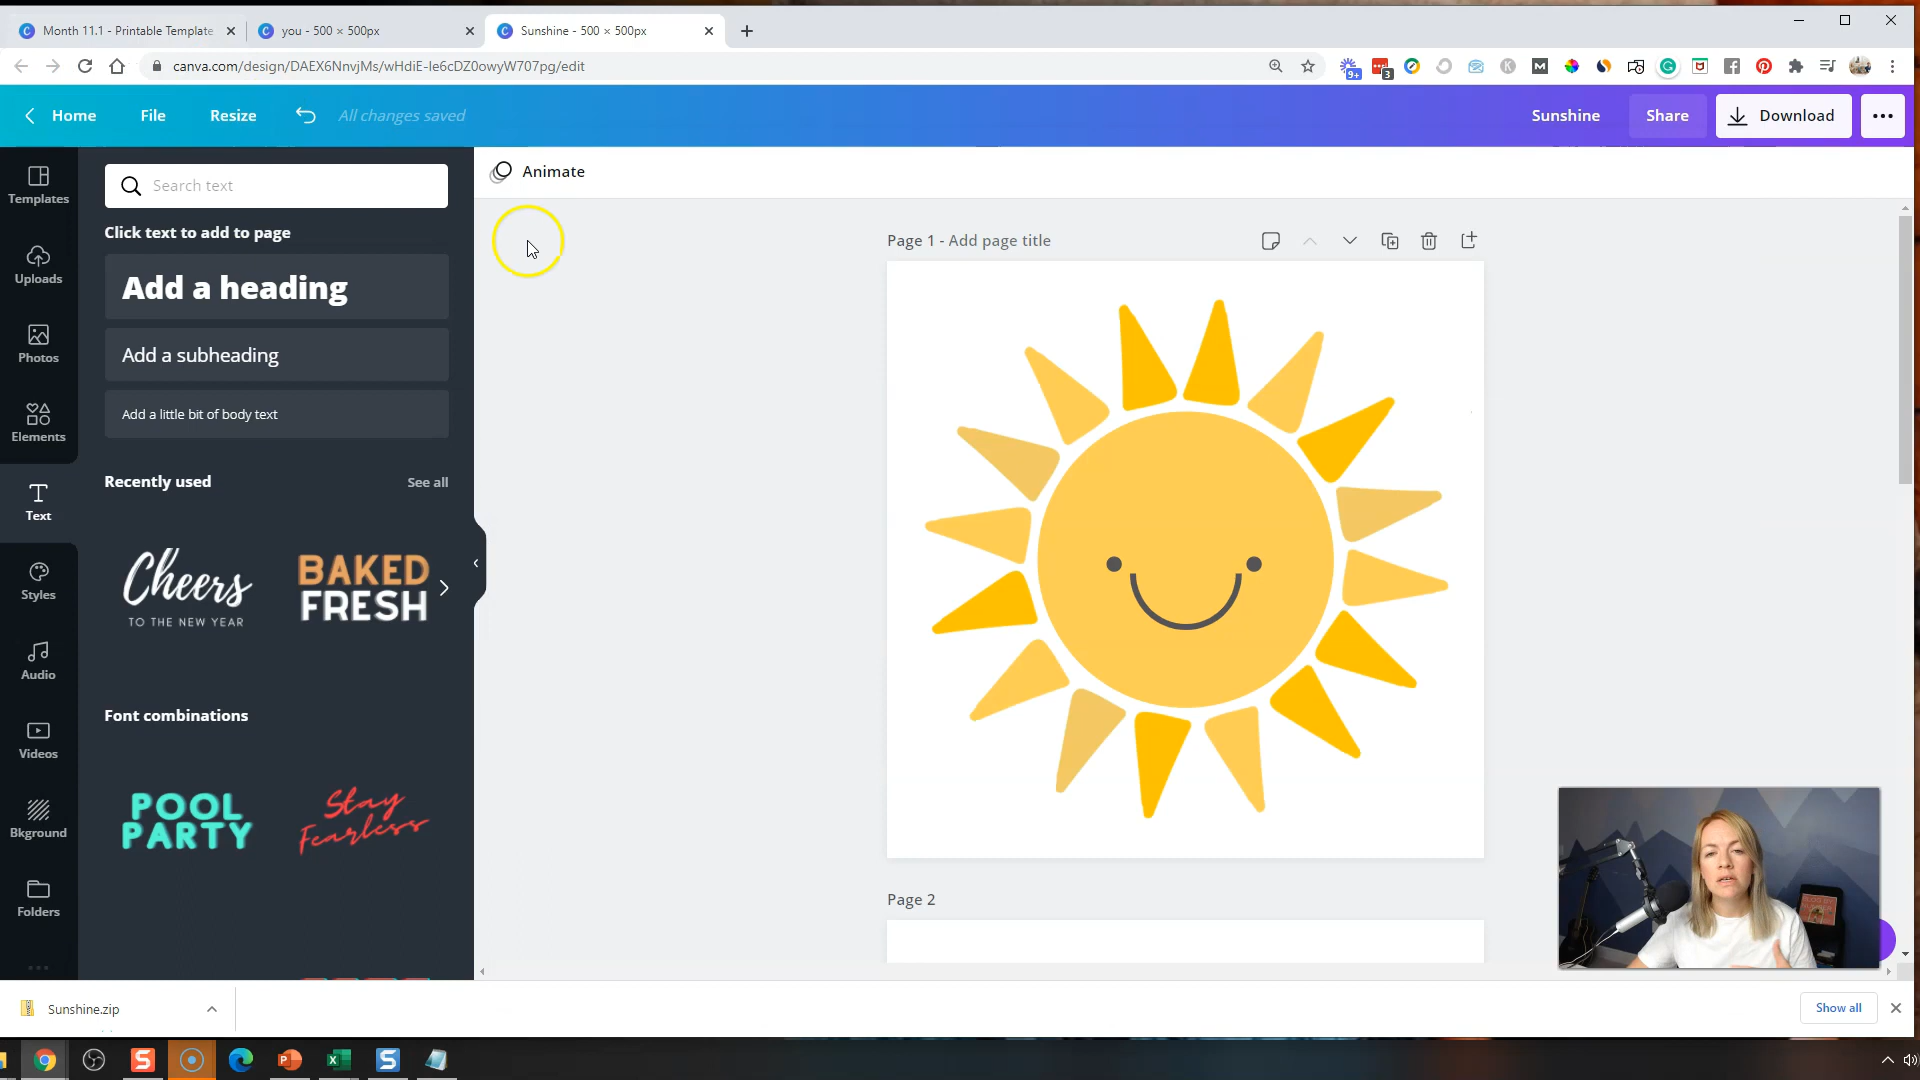 Month 11.1 - Printable Template
you - 500 × 500px
Sunshine - 500 × 500px
canva.com/design/DAEX6NnvjMs/wHdiE-Ie6cDZ0owyW707pg/edit
9+
3
Home
File
Resize
All changes saved
Sunshine
Share
Download
Templates
Uploads
Photos
Elements
Text
Styles
Audio
Videos
Bkground
Folders
Search text
Click text to add to page
Add a heading
Add a subheading
Add a little bit of body text
Recently used
See all
Cheers
TO THE NEW YEAR
BAKED
FRESH
Font combinations
POOL
PARTY
Stay
Fearless
Animate
Page 1 - Add page title
Page 2
Sunshine.zip
Show all